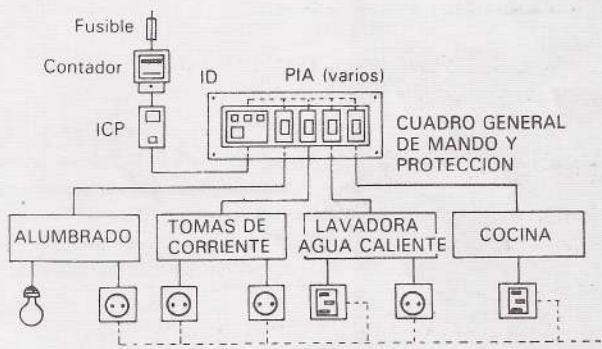 Fusible
Contador
ID
PIA (varios)
ICP
CUADRO GENERAL
DE MANDO Y
PROTECCION
ALUMBRADO
TOMAS DE
CORRIENTE
LAVADORA
AGUA CALIENTE
COCINA